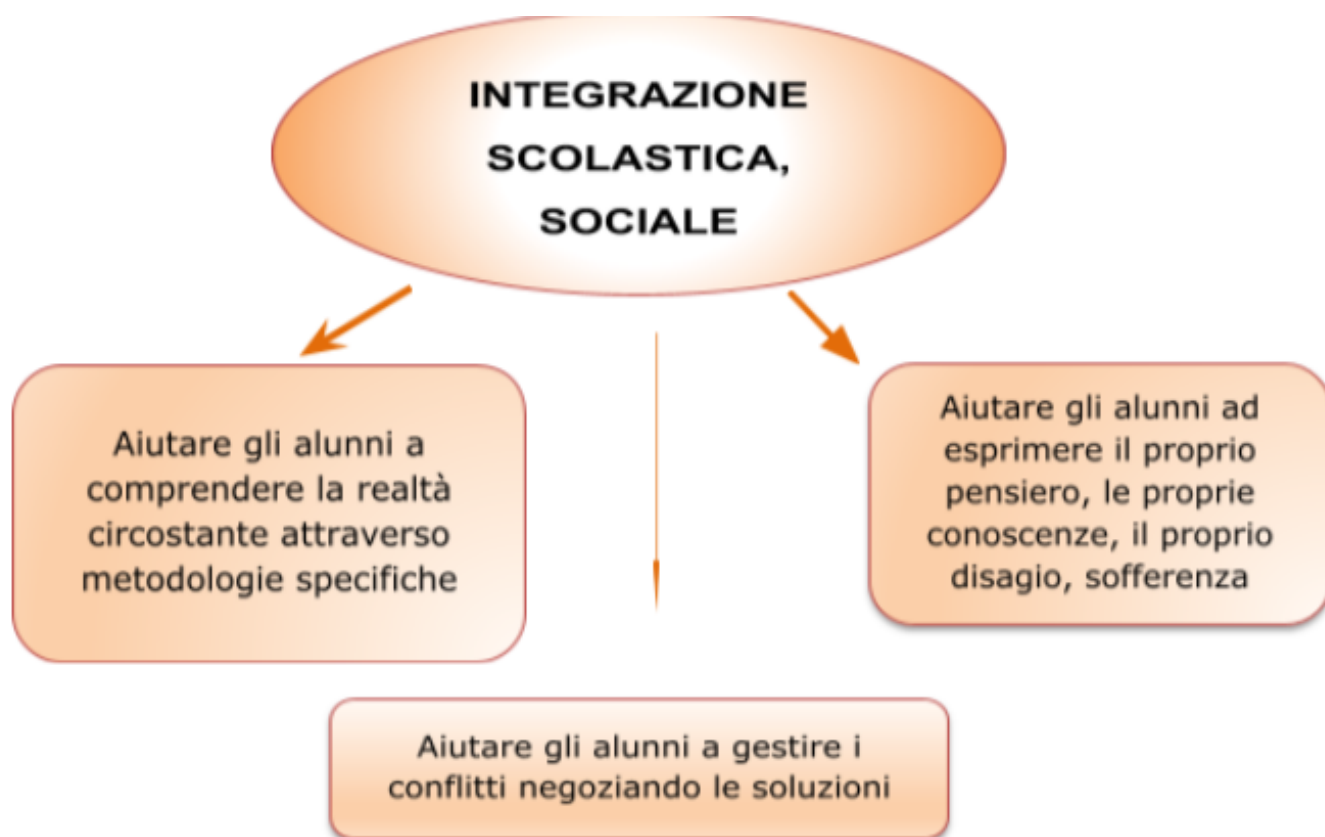 INTEGRAZIONE
SCOLASTICA,
SOCIALE
Aiutare gli alunni a
comprendere la realtà
circostante attraverso
metodologie specifiche
Aiutare gli alunni ad
esprimere il proprio
pensiero, le proprie
conoscenze, il proprio
disagio, sofferenza
Aiutare gli alunni a gestire i
conflitti negoziando le soluzioni